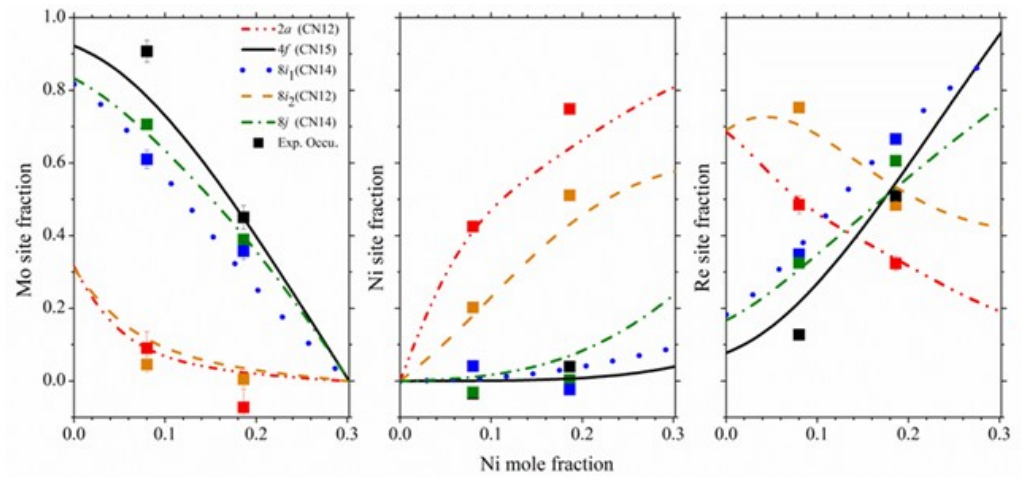 2a (CN12)
4f (CN15)
8i1(CN14)
8i2(CN12)
8j (CN14)
Exp. Occu.
Mo site fraction
1.0
0.8
0.6
0.4
0.2
0.0
0.0 0.1 0.2 0.3
Ni site fraction
0.0 0.1 0.2 0.3
Re site fraction
0.0 0.1 0.2 0.3
Ni mole fraction